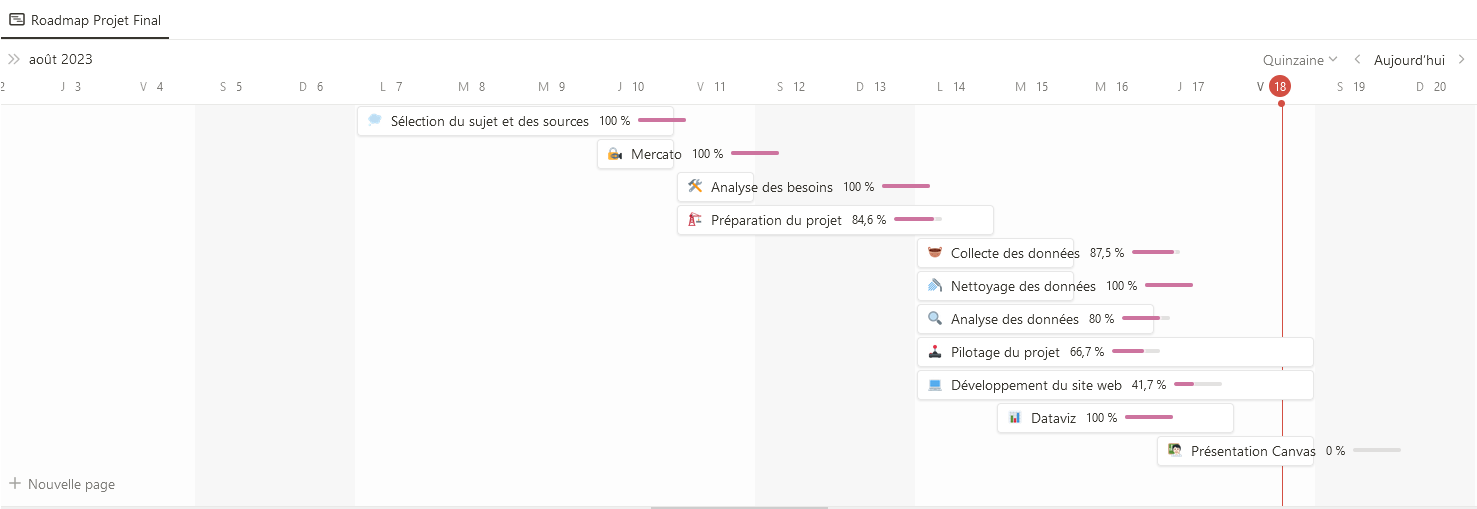 Roadmap Projet Final
août 2023
Quinzaine
Aujourd'hui
2 J 3 V 4 S 5 D 6 L 7 M 8 M 9 J 10 V 11 S 12 D 13 L 14 M 15 M 16 J 17 V 18 S 19 D 20
Sélection du sujet et des sources 100 %
Mercato 100 %
Analyse des besoins 100 %
Préparation du projet 84,6 %
Collecte des données 87,5 %
Nettoyage des données 100 %
Analyse des données 80 %
Pilotage du projet 66,7 %
Développement du site web 41,7 %
Dataviz 100 %
Présentation Canvas 0 %
Nouvelle page